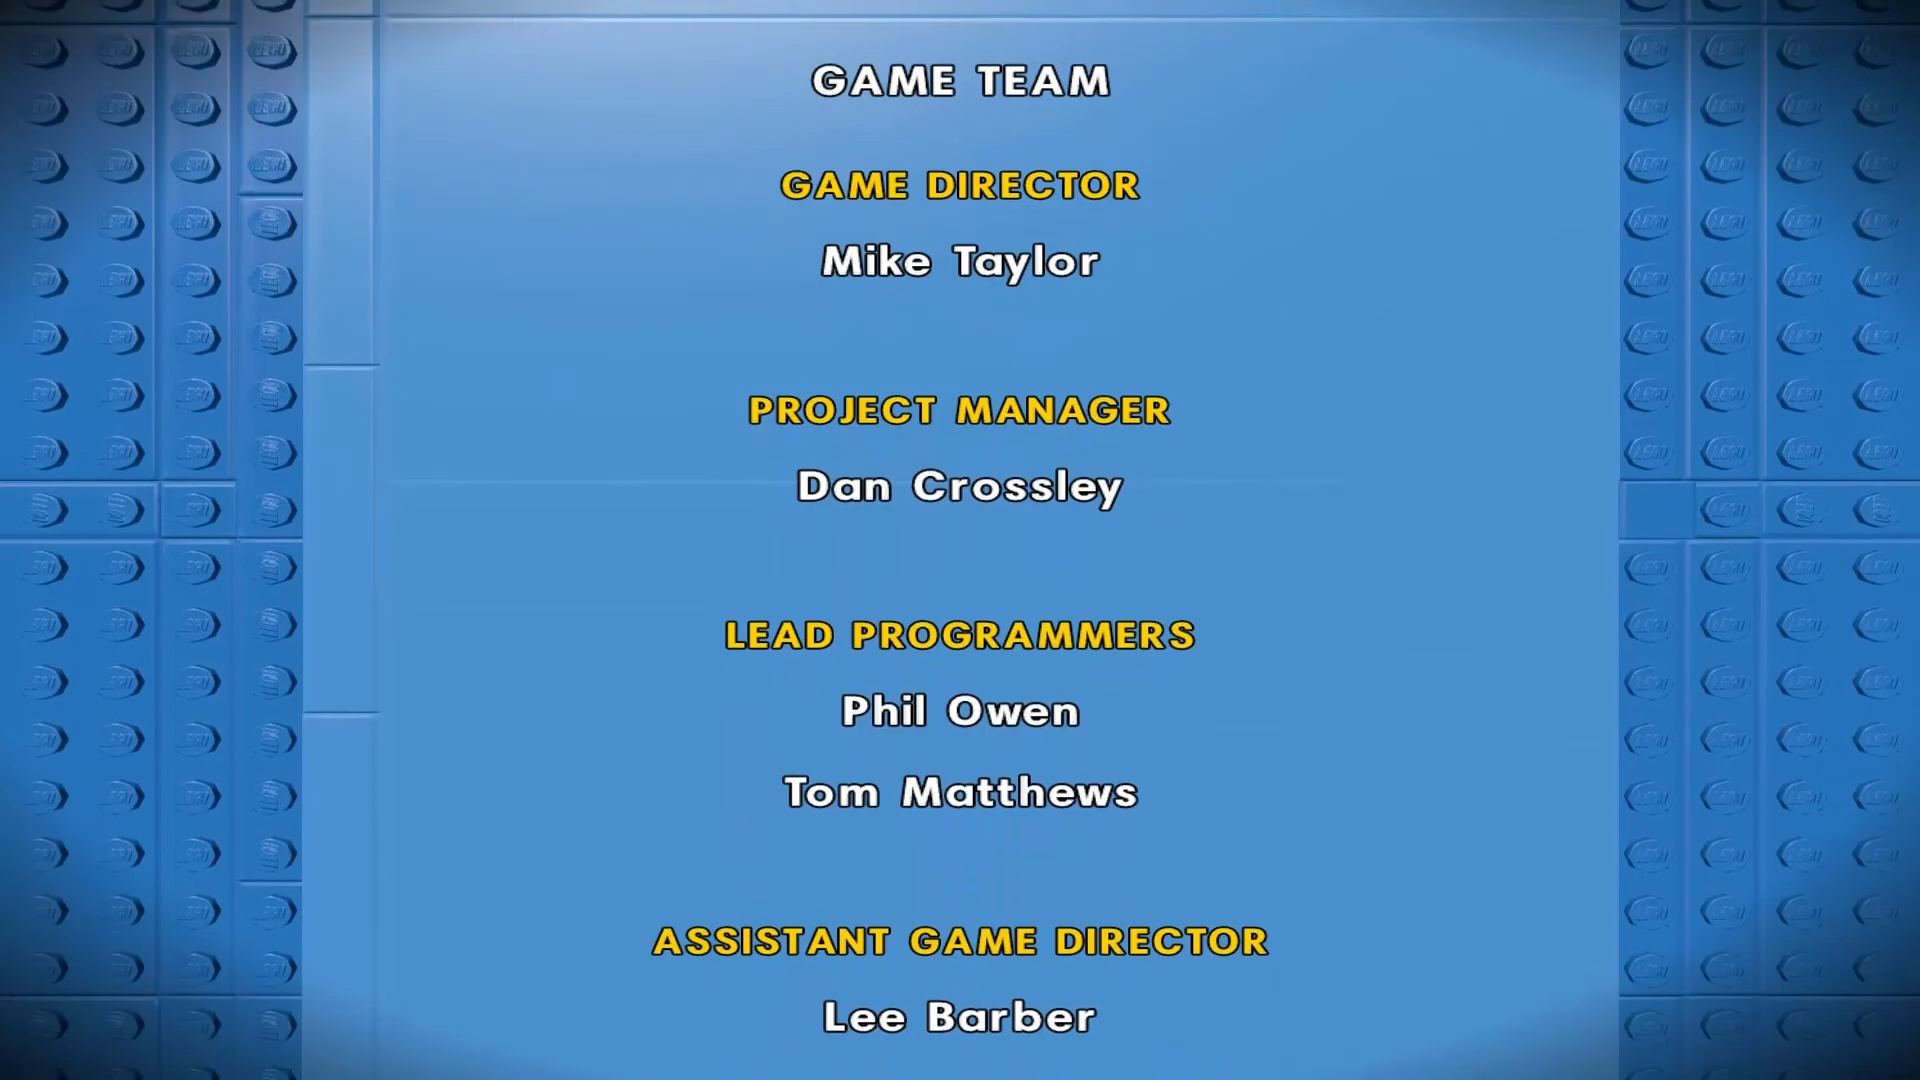 GAME TEAM
GAME DIRECTOR
Mike Taylor
PROJECT MANAGER
Dan Crossley
LEAD PROGRAMMERS
Phil Owen
Tom Matthews
ASSISTANT GAME DIRECTOR
Lee Barber